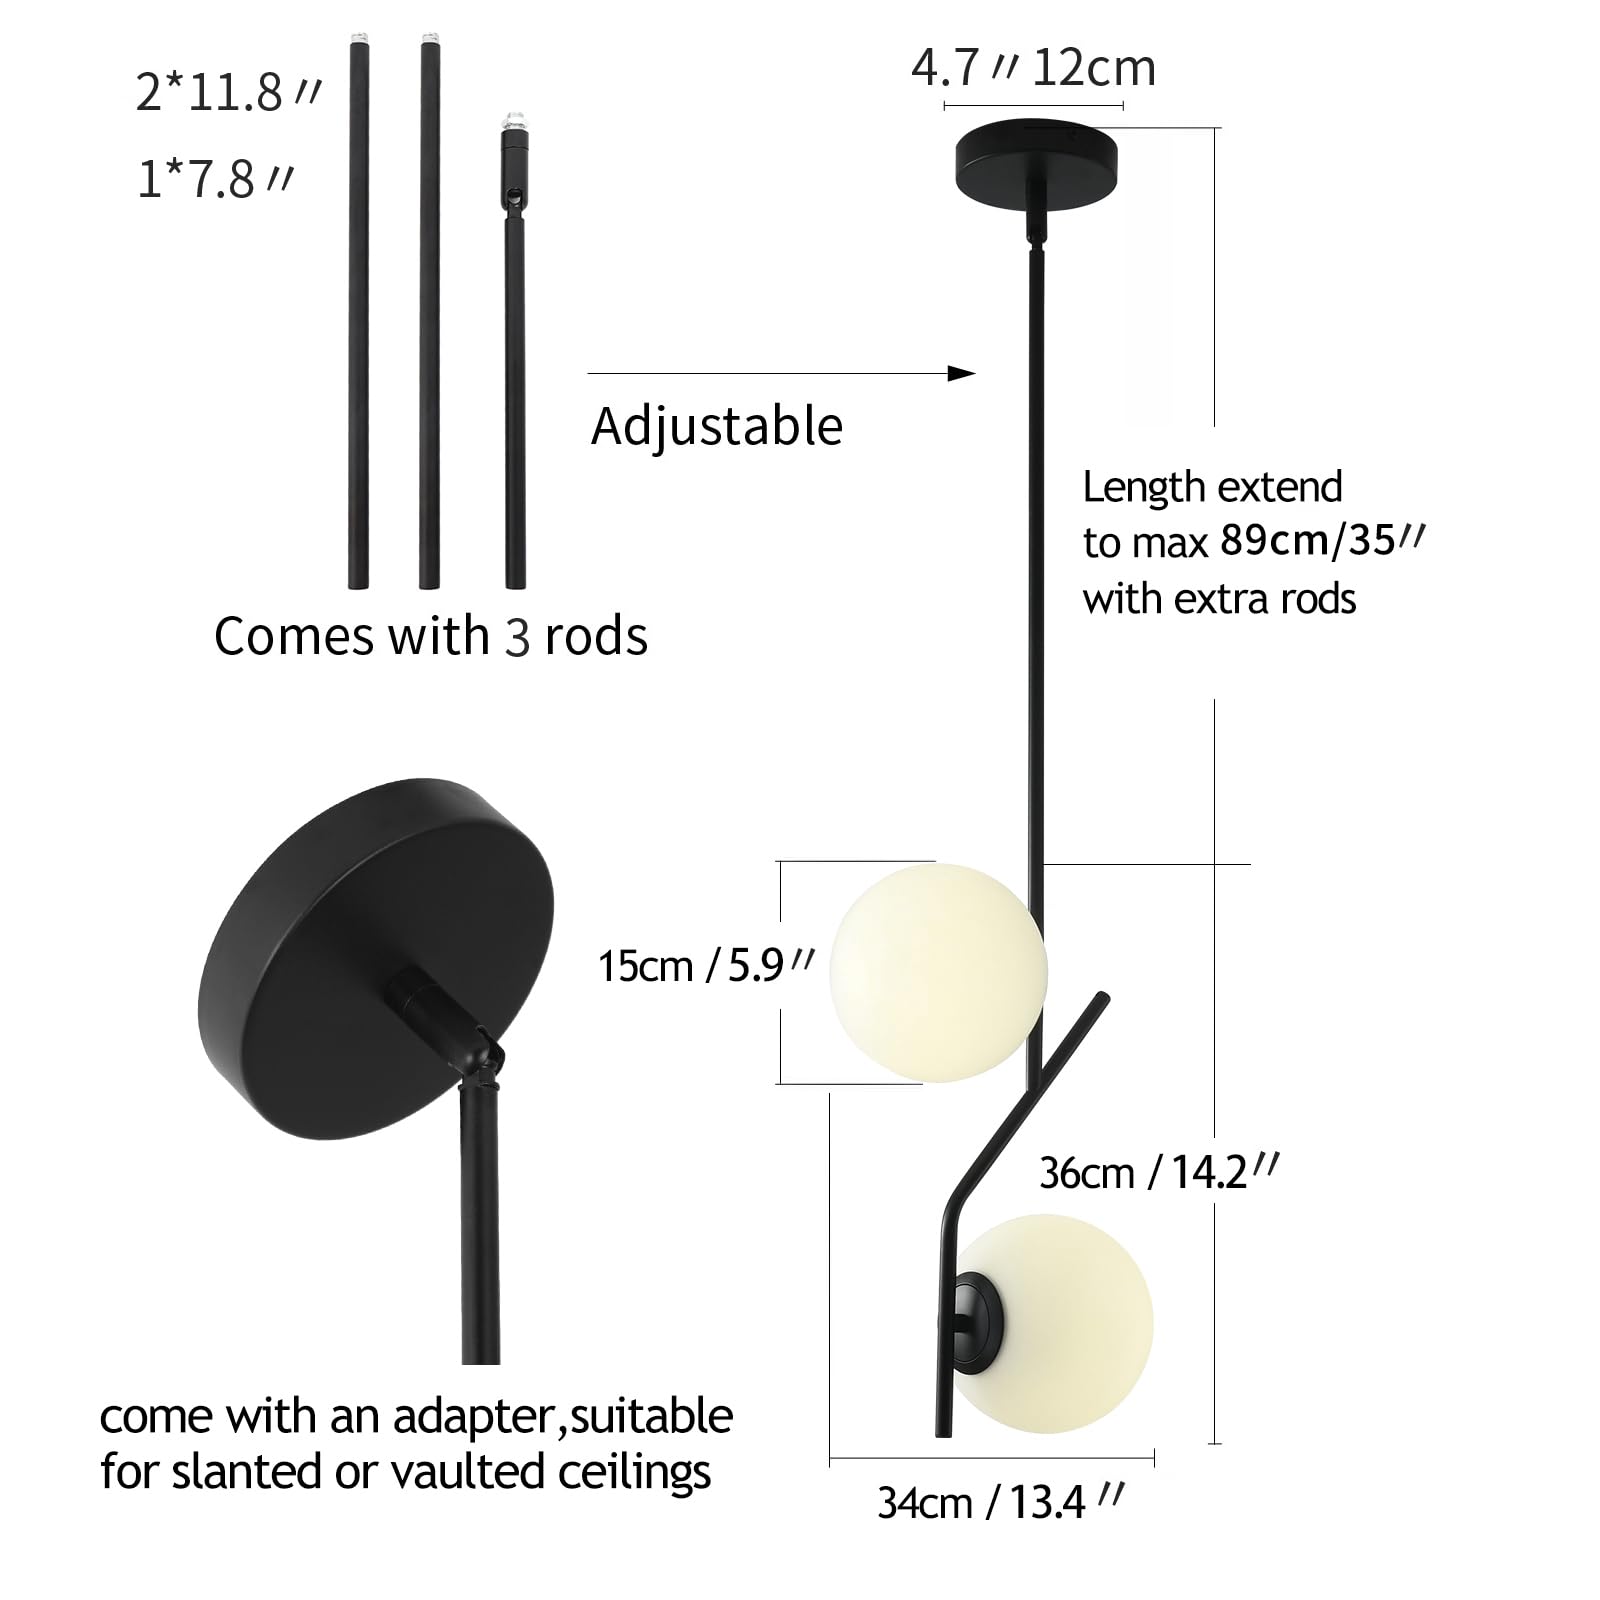 2*11.8″
1*7.8″
Comes with 3 rods
Adjustable
4.7″ 12cm
Length extend
to max 89cm/35″
with extra rods
15cm / 5.9″
36cm / 14.2″
34cm / 13.4″
come with an adapter,suitable
for slanted or vaulted ceilings